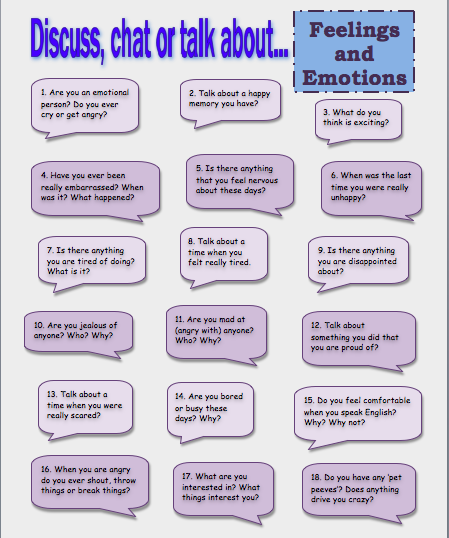 Discuss, chat or talk about...
Feelings
and
Emotions
1. Are you an emotional
person? Do you ever
cry or get angry?
2. Talk about a happy
memory you have?
3. What do you
think is exciting?
4. Have you ever been
really embarrassed? When
was it? What happened?
5. Is there anything
that you feel nervous
about these days?
6. When was the last
time you were really
unhappy?
7. Is there anything
you are tired of doing?
What is it?
8. Talk about a
time when you
felt really tired.
9. Is there anything
you are disappointed
about?
10. Are you jealous of
anyone? Who? Why?
11. Are you mad at
(angry with) anyone?
Who? Why?
12. Talk about
something you did that
you are proud of?
13. Talk about a
time when you were
really scared?
14. Are you bored
or busy these
days? Why?
15. Do you feel comfortable
when you speak English?
Why? Why not?
16. When you are angry
do you ever shout, throw
things or break things?
17. What are you
interested in? What
things interest you?
18. Do you have any 'pet
peeves'? Does anything
drive you crazy?